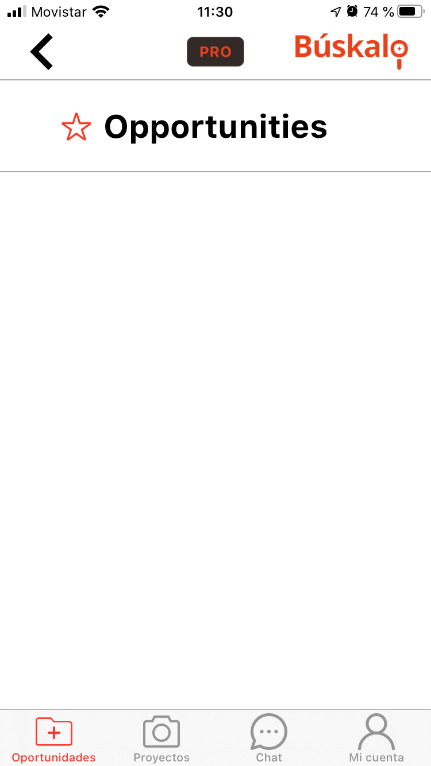 Movistar 11:30 74 %
PRO Búskalo
Opportunities
Oportunidades Proyectos Chat Mi cuenta